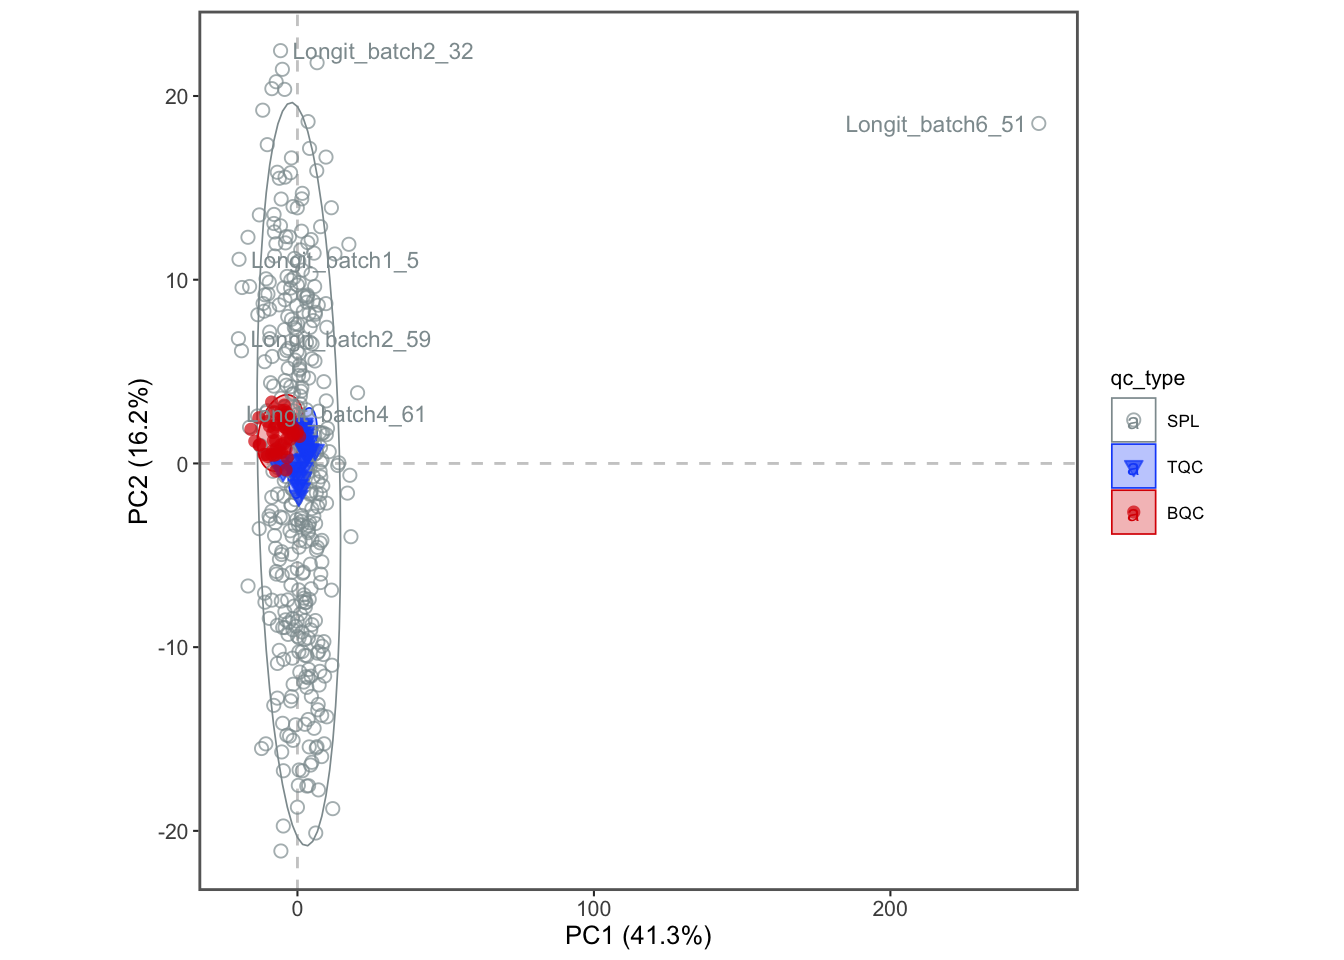 Longit_batch2_32
Longit_batch6_51
Longit_batch1_5
Longit_batch2_59
Longit_batch4_61
20
10
0
-10
-20
PC2 (16.2%)
0
100
200
PC1 (41.3%)
qc_type
a SPL
a TQC
a BQC